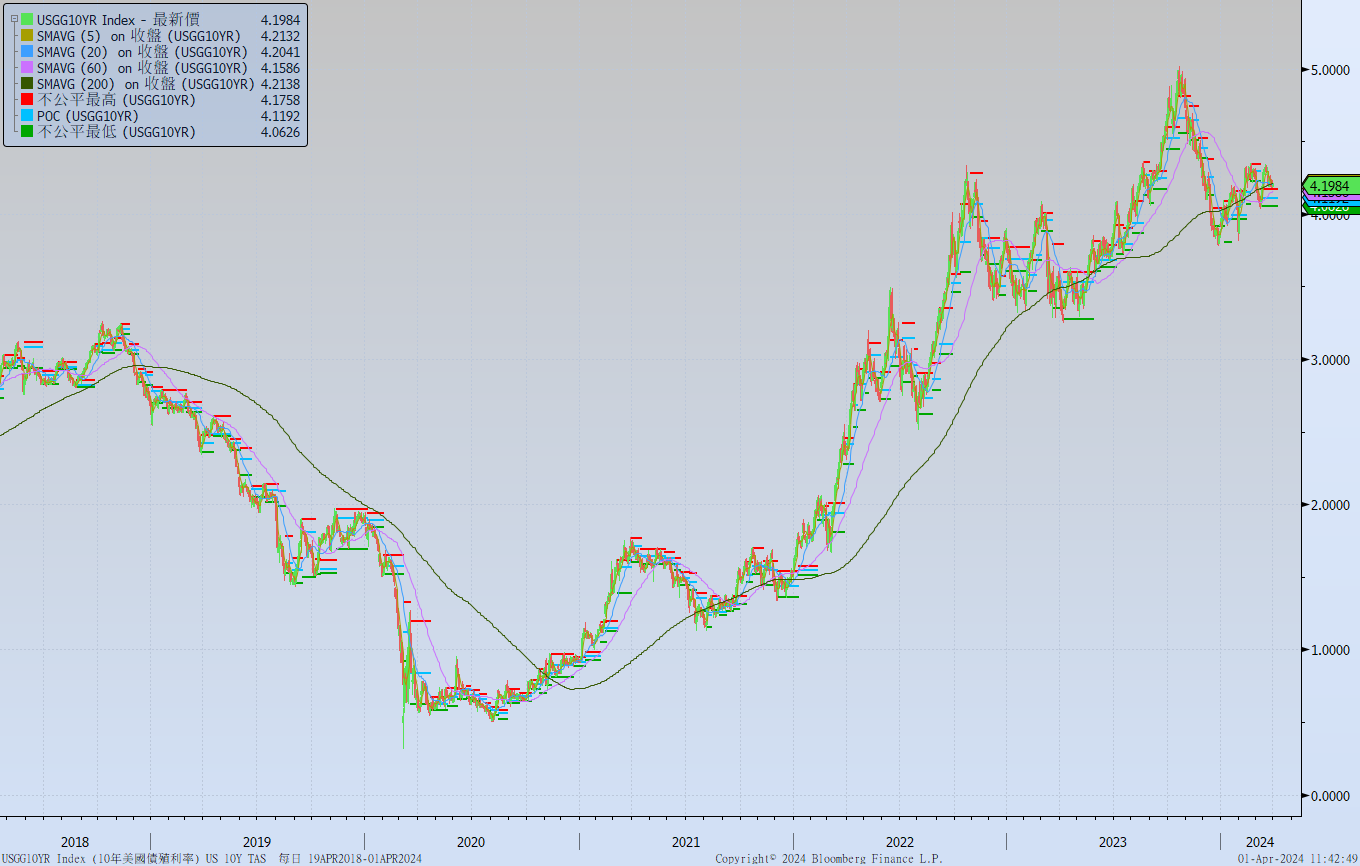 USGG10YR Index - 最新價 4.1984
SMAVG (5) on 收盤 (USGG10YR) 4.2132
SMAVG (20) on 收盤 (USGG10YR) 4.2041
SMAVG (60) on 收盤 (USGG10YR) 4.1586
SMAVG (200) on 收盤 (USGG10YR) 4.2138
不公平最高 (USGG10YR) 4.1758
POC (USGG10YR) 4.1192
不公平最低 (USGG10YR) 4.0626
5.0000
4.1984
4.0000
3.0000
2.0000
1.0000
0.0000
2018 2019 2020 2021 2022 2023 2024
USGG10YR Index (10年美國債殖利率) US 10Y TAS 每日 19APR2018-01APR2024 Copyright© 2024 Bloomberg Finance L.P. 01-Apr-2024 11:42:49